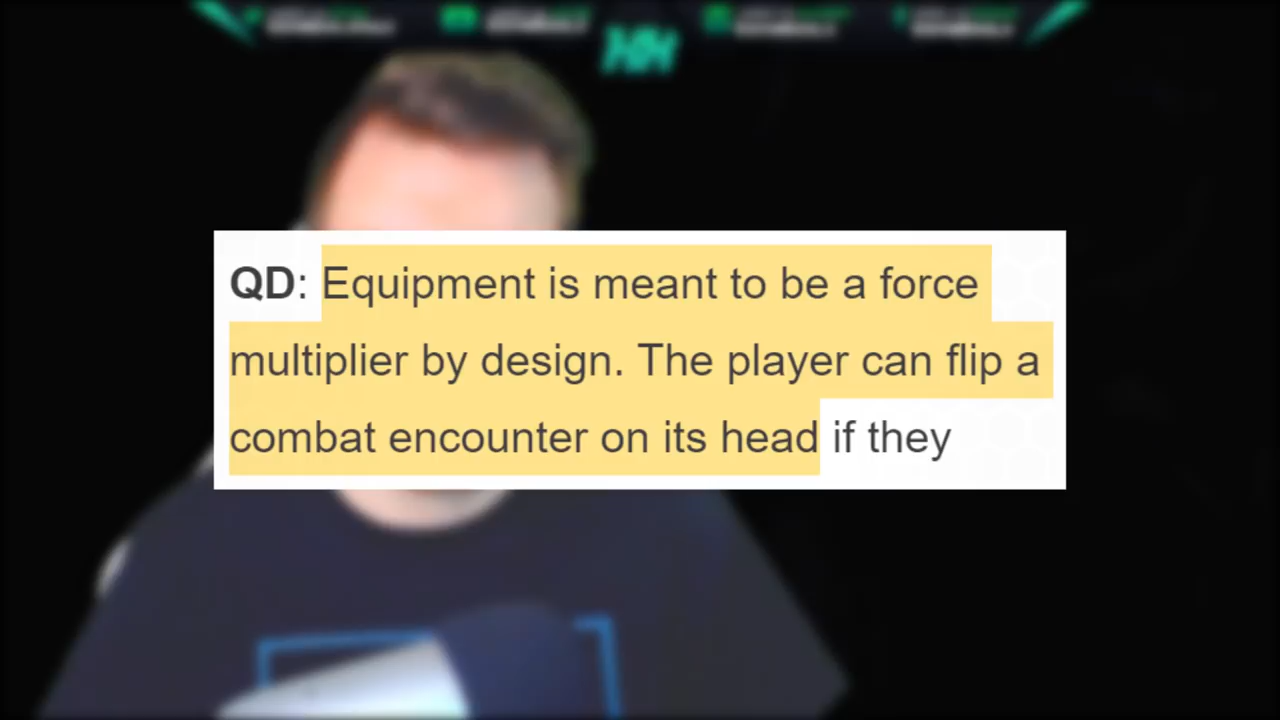 HH
QD: Equipment is meant to be a force
multiplier by design. The player can flip a
combat encounter on its head if they